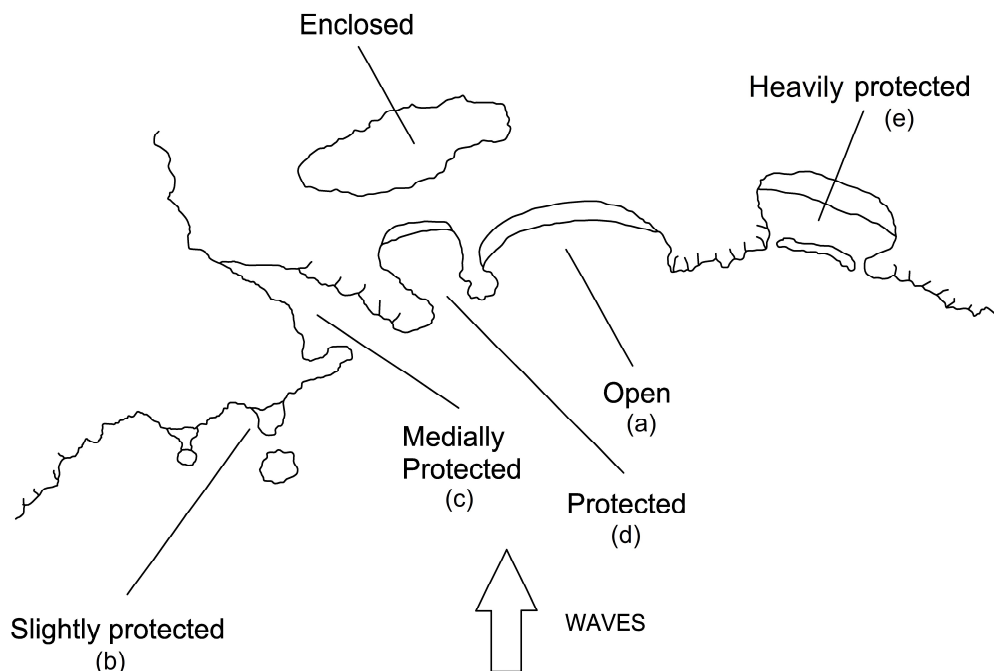 Enclosed
Heavily protected
(e)
Open
(a)
Medially
Protected
(c)
Protected
(d)
WAVES
Slightly protected
(b)